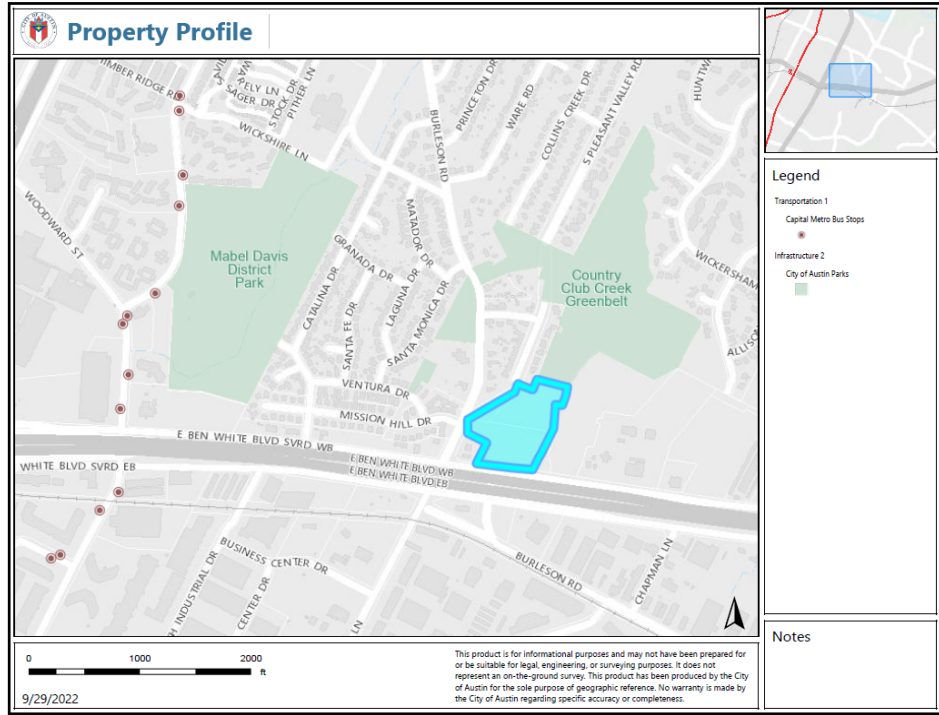 Property Profile
TIMBER RIDGE RD
PELY LN
SAGER DR
STOCK DR
PITHER LN
WICKSHIRE LN
WOODWARD ST
BURLESON RD
PRINCETON DR
WARE RD
COLLINS CREEK DR
S PLEASANT VALLEY RD
HUNTW
Mabel Davis
District
Park
MATADOR DR
GRANADA DR
CATALINA DR
SANTA FE DR
LAGUNA DR
SANTA MONICA DR
Country
Club Creek
Greenbelt
WICKERSHAM
ALLISO
VENTURA DR
MISSION HILL DR
E BEN WHITE BLVD SVRD WB
E BEN WHITE BLVD WB
E BEN WHITE BLVD EB
WHITE BLVD SVRD EB
BUSINESS CENTER DR
H INDUSTRIAL DR
CENTER DR
LN
BURLESON RD
CHAPMAN LN
Legend
Transportation 1
Capital Metro Bus Stops
Infrastructure 2
City of Austin Parks
Notes
0 1000 2000
ft
9/29/2022
This product is for informational purposes and may not have been prepared for
or be suitable for legal, engineering, or surveying purposes. It does not
represent an on-the-ground survey. This product has been produced by the City
of Austin for the sole purpose of geographic reference. No warranty is made by
the City of Austin regarding specific accuracy or completeness.